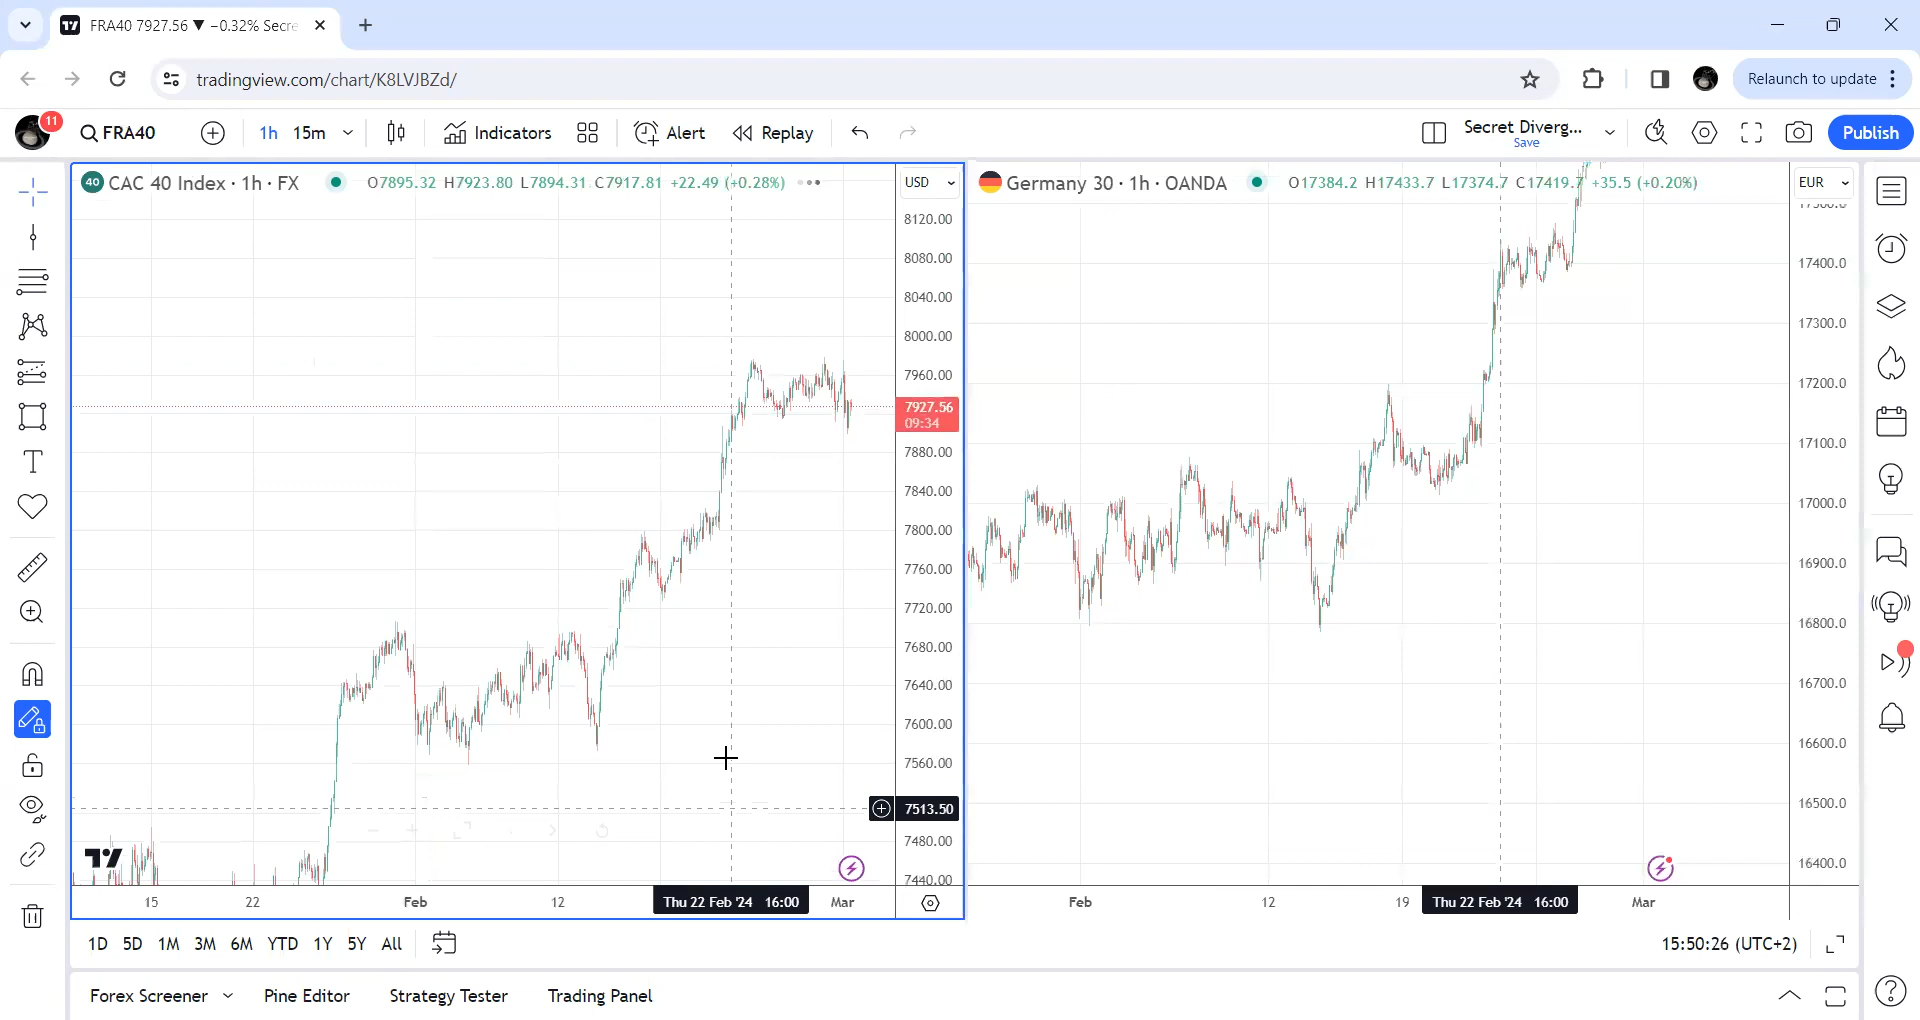 FRA40 7927.56 ▼ −0.32% Secre
tradingview.com/chart/K8LVJBZd/
Relaunch to update
11
FRA40
1h 15m
Indicators
Alert
Replay
Secret Diverg...
Save
Publish
40 CAC 40 Index · 1h · FX
O7895.32 H7923.80 L7894.31 C7917.81 +22.49 (+0.28%)
USD
8120.00
8080.00
8040.00
8000.00
7960.00
7927.56
09:34
7880.00
7840.00
7800.00
7760.00
7720.00
7680.00
7640.00
7600.00
7560.00
7513.50
7480.00
7440.00
15 22 Feb 12 Thu 22 Feb '24 16:00 Mar
Germany 30 · 1h · OANDA
O17384.2 H17433.7 L17374.7 C17419.7 +35.5 (+0.20%)
EUR
17500.0
17400.0
17300.0
17200.0
17100.0
17000.0
16900.0
16800.0
16700.0
16600.0
16500.0
16400.0
Feb 12 19 Thu 22 Feb '24 16:00 Mar
1D 5D 1M 3M 6M YTD 1Y 5Y All
15:50:26 (UTC+2)
Forex Screener
Pine Editor
Strategy Tester
Trading Panel